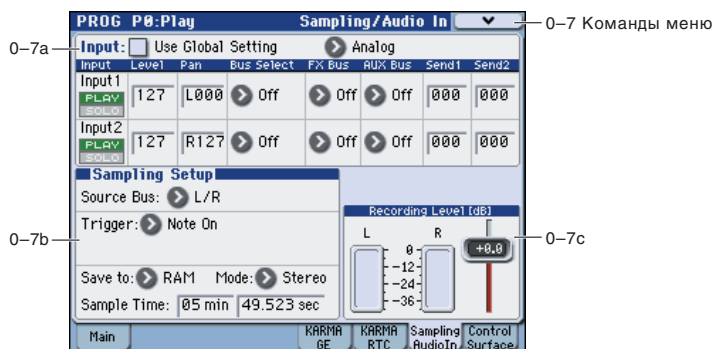 PROG P0:Play Sampling/Audio In
0–7 Команды меню
0–7a
Input: Use Global Setting Analog
Input Level Pan Bus Select FX Bus AUX Bus Send1 Send2
Input1
PLAY 127 L000 Off Off Off 000 000
SOLO
Input2
PLAY 127 R127 Off Off Off 000 000
SOLO
Sampling Setup
Source Bus: L/R
Trigger: Note On
0–7b
Save to: RAM Mode: Stereo
Sample Time: 05 min 49.523 sec
Recording Level [dB]
L R
0
-12
-24
-36
+0.0
0–7c
Main
KARMA GE
KARMA RTC
Sampling AudioIn
Control Surface